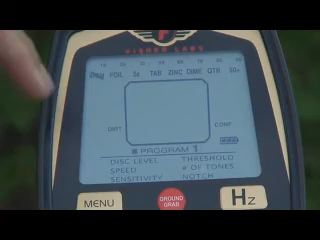 FISHER LABS
FOIL 5¢ TAB ZINC DIME QTR 50¢
DIRT CONF
PROGRAM 1
DISC LEVEL THRESHOLD
SPEED # OF TONES
SENSITIVITY NOTCH
MENU GROUND GRAB Hz